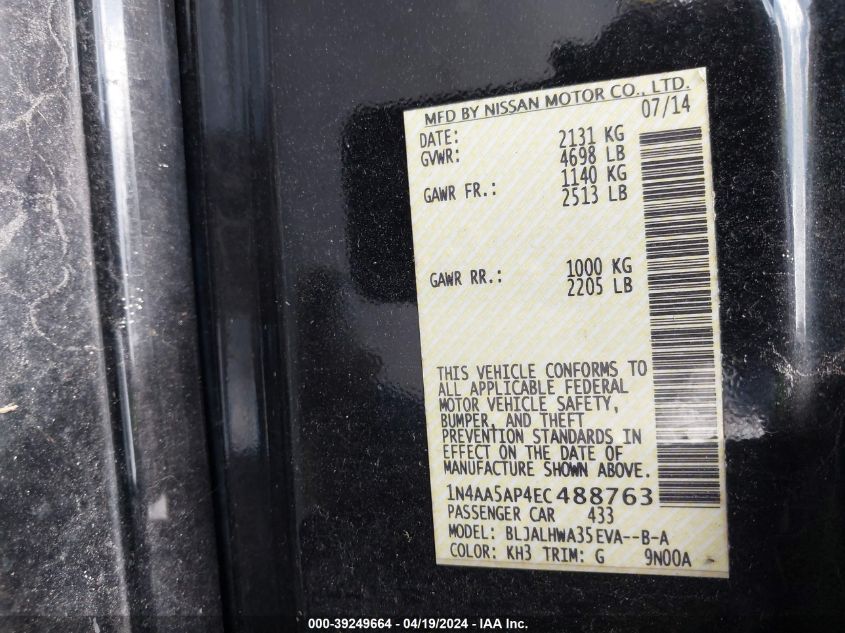 MFD BY NISSAN MOTOR CO., LTD.
DATE: 07/14
GVWR: 2131 KG
4698 LB
GAWR FR.: 1140 KG
2513 LB
GAWR RR.: 1000 KG
2205 LB
THIS VEHICLE CONFORMS TO
ALL APPLICABLE FEDERAL
MOTOR VEHICLE SAFETY,
BUMPER, AND THEFT
PREVENTION STANDARDS IN
EFFECT ON THE DATE OF
MANUFACTURE SHOWN ABOVE.
1N4AA5AP4EC488763
PASSENGER CAR 433
MODEL: BLJALHWA35EVA--B-A
COLOR: KH3 TRIM: G 9N00A
000-39249664 - 04/19/2024 - IAA Inc.